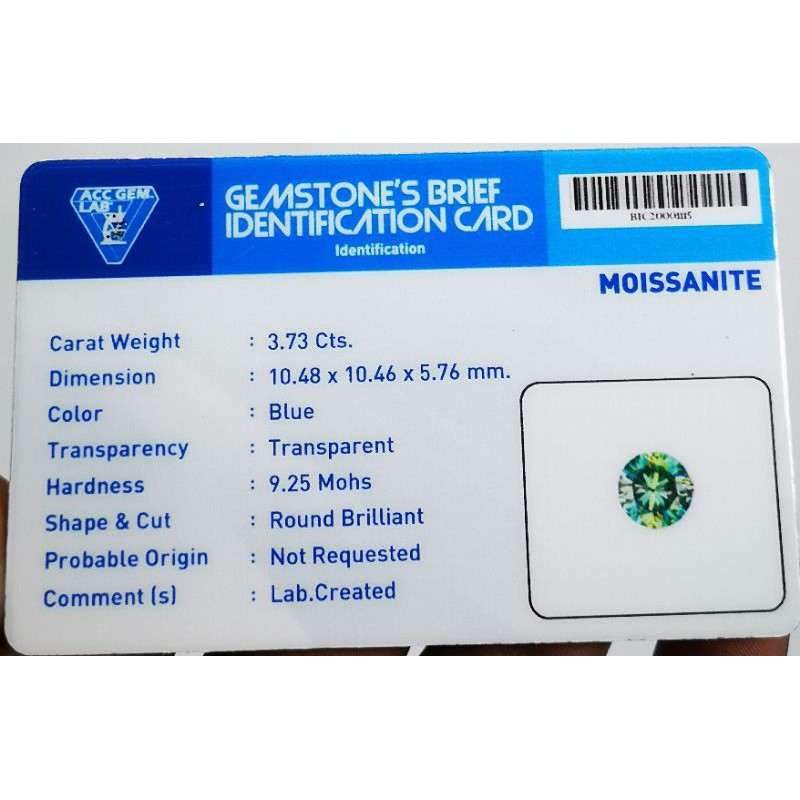 ACC GEM
LAB
GEMSTONE'S BRIEF
IDENTIFICATION CARD
Identification
MOISSANITE
Carat Weight : 3.73 Cts.
Dimension : 10.48 x 10.46 x 5.76 mm.
Color : Blue
Transparency : Transparent
Hardness : 9.25 Mohs
Shape & Cut : Round Brilliant
Probable Origin : Not Requested
Comment (s) : Lab.Created